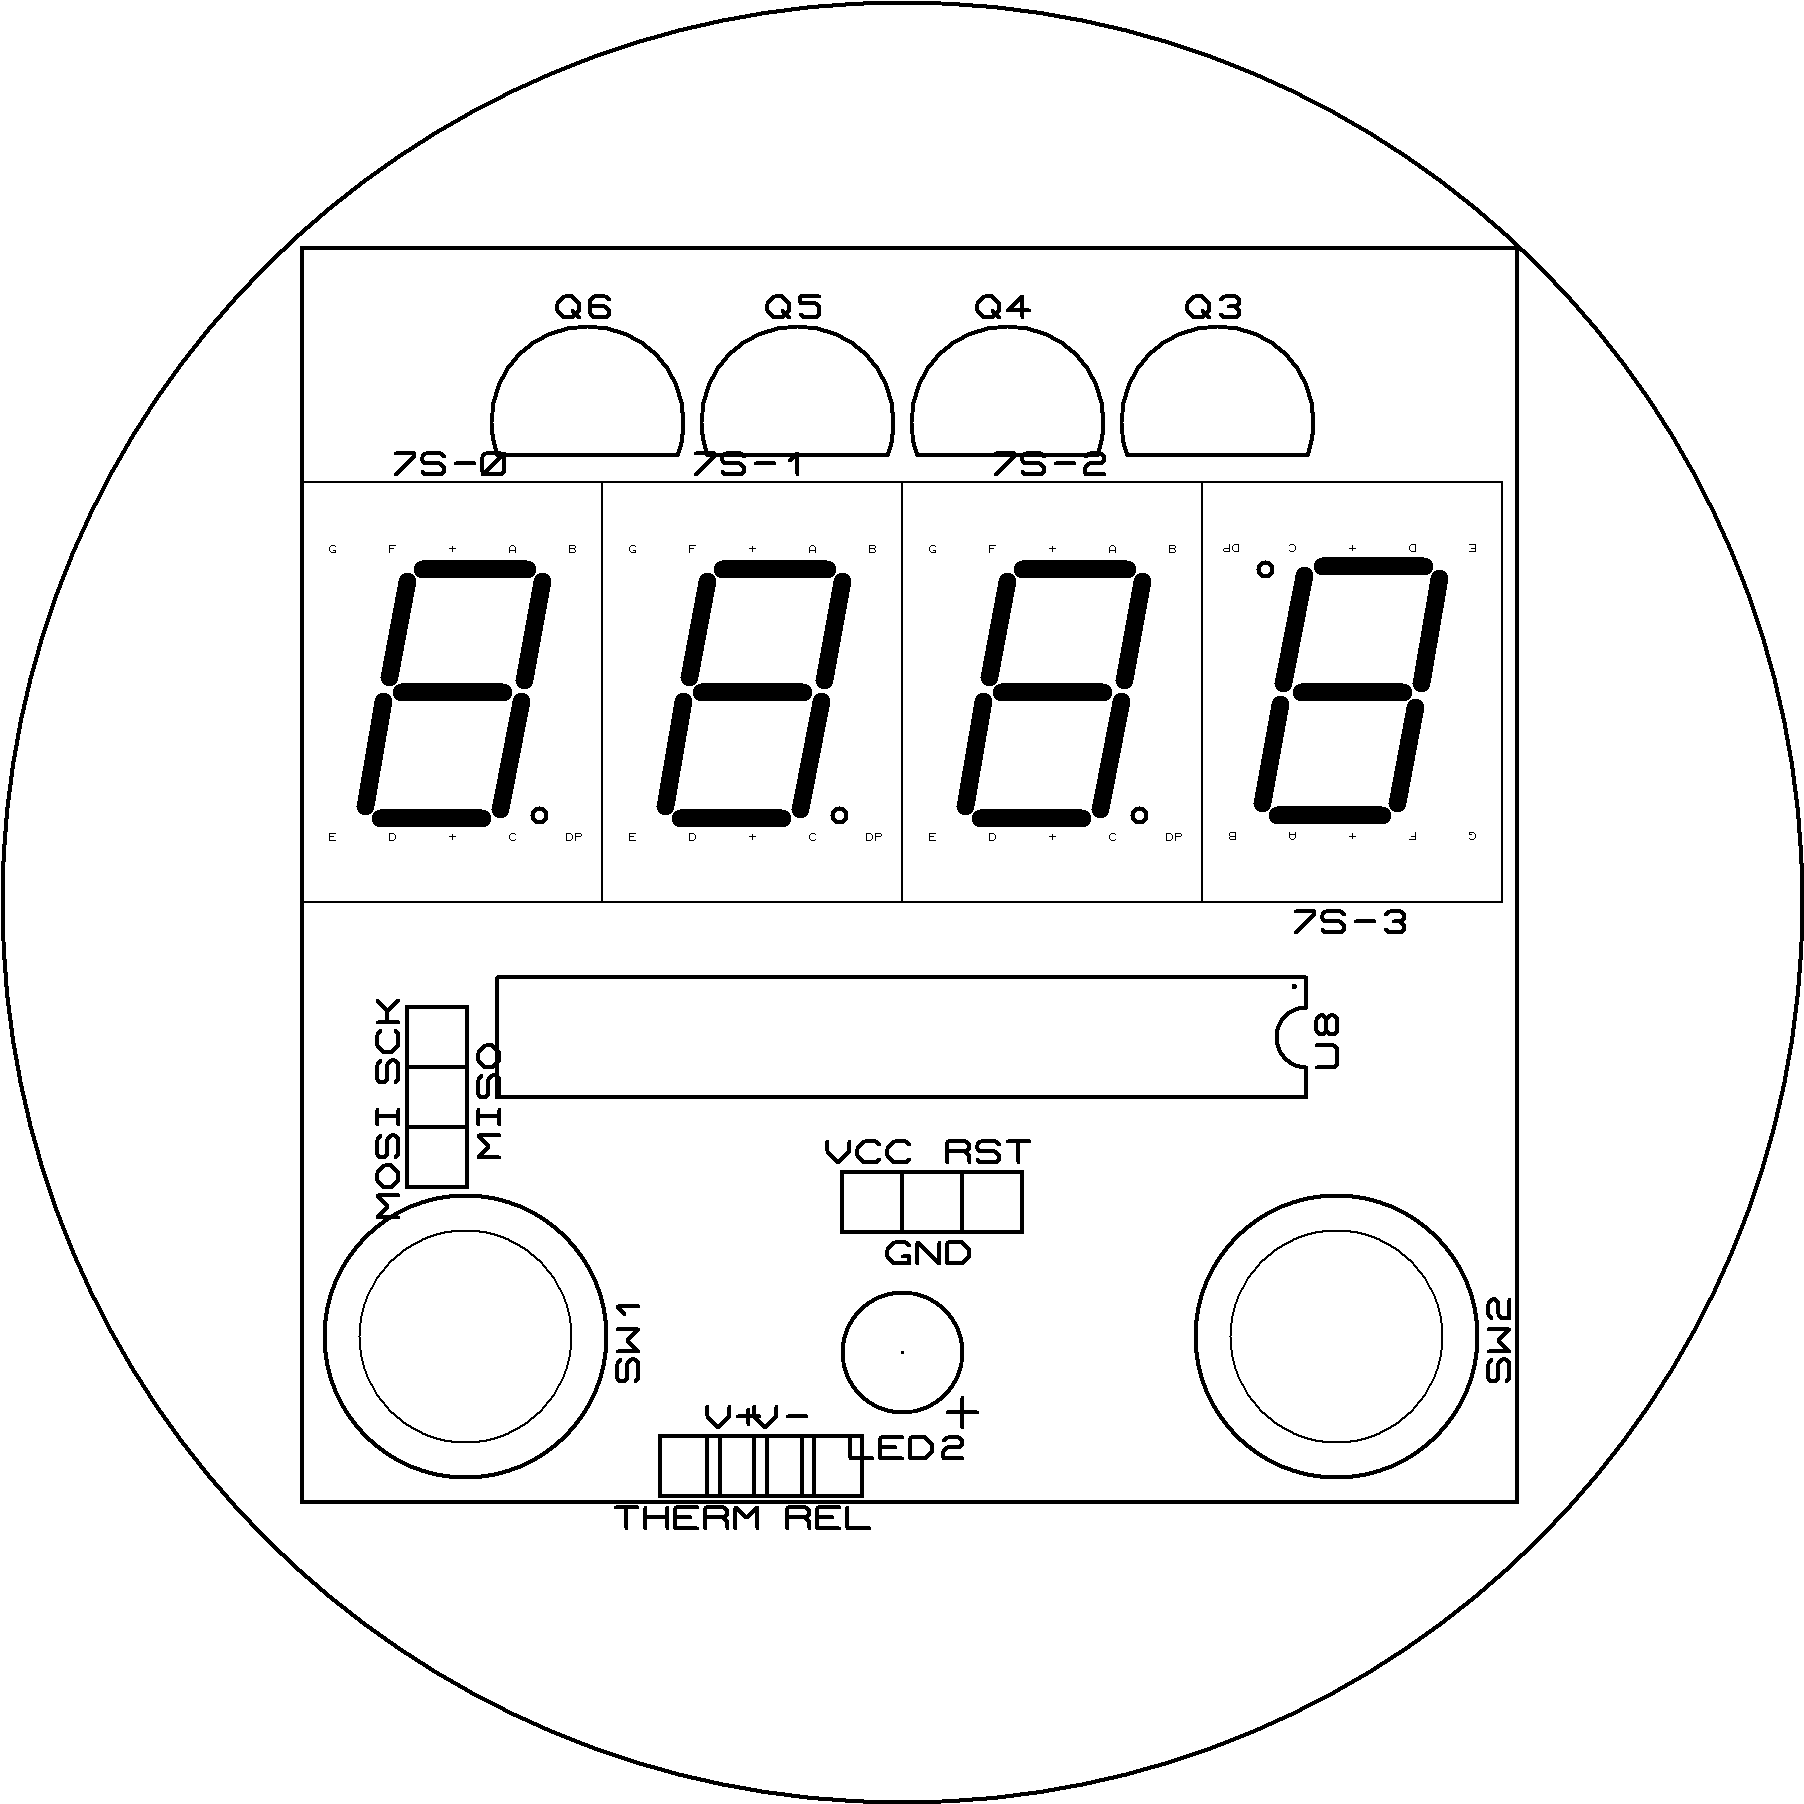 Q6 Q5 Q4 Q3
7S-0 7S-1 7S-2
G F + A B G F + A B G F + A B DP C + D E
E D + C DP E D + C DP E D + C DP B A + F G
7S-3
SCK
MISO
MOSI
U8
VCC RST
GND
SW1
SW2
+
V+ V-
LED2
THERM REL